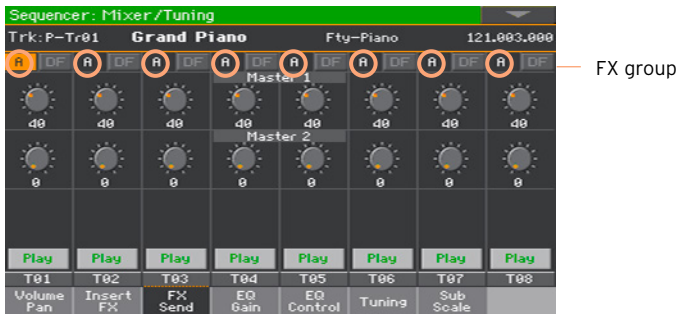 Sequencer: Mixer/Tuning
Trk:P-Tr01 Grand Piano Fty-Piano 121.003.000
A DF A DF A DF A DF A DF A DF A DF A DF FX group
Master 1
40 40 40 40 40 40 40 40
Master 2
0 0 0 0 0 0 0 0
Play Play Play Play Play Play Play Play
T01 T02 T03 T04 T05 T06 T07 T08
Volume Insert FX EQ EQ Tuning Sub
Pan FX Send Gain Control Scale